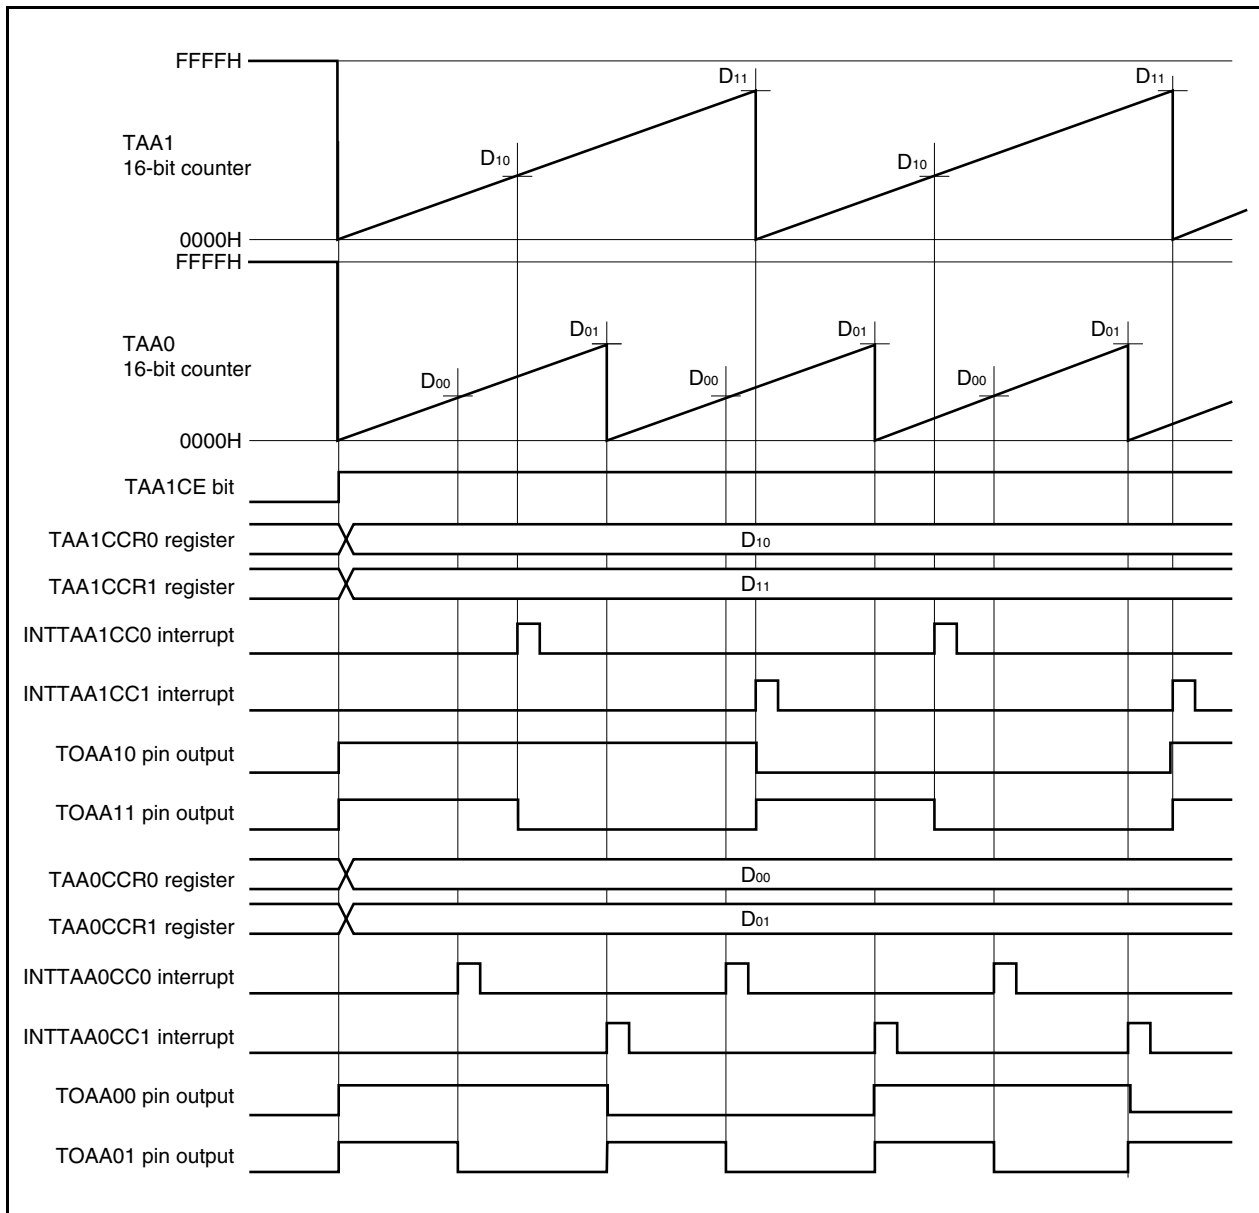 FFFFH
D11
D11
TAA1
16-bit counter
D10
D10
0000H
FFFFH
D01
D01
D01
TAA0
16-bit counter
D00
D00
D00
0000H
TAA1CE bit
TAA1CCR0 register
D10
TAA1CCR1 register
D11
INTTAA1CC0 interrupt
INTTAA1CC1 interrupt
TOAA10 pin output
TOAA11 pin output
TAA0CCR0 register
D00
TAA0CCR1 register
D01
INTTAA0CC0 interrupt
INTTAA0CC1 interrupt
TOAA00 pin output
TOAA01 pin output